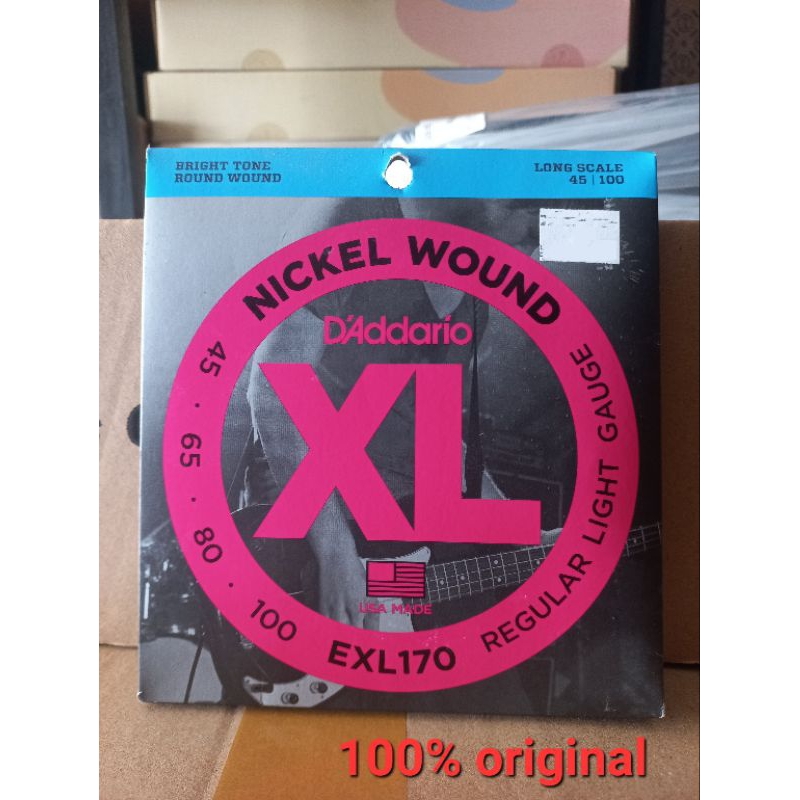 BRIGHT TONE
ROUND WOUND
LONG SCALE
45 | 100
NICKEL WOUND
D'Addario
XL
45 · 65 · 80 · 100
EXL170
REGULAR LIGHT GAUGE
USA MADE
100% original